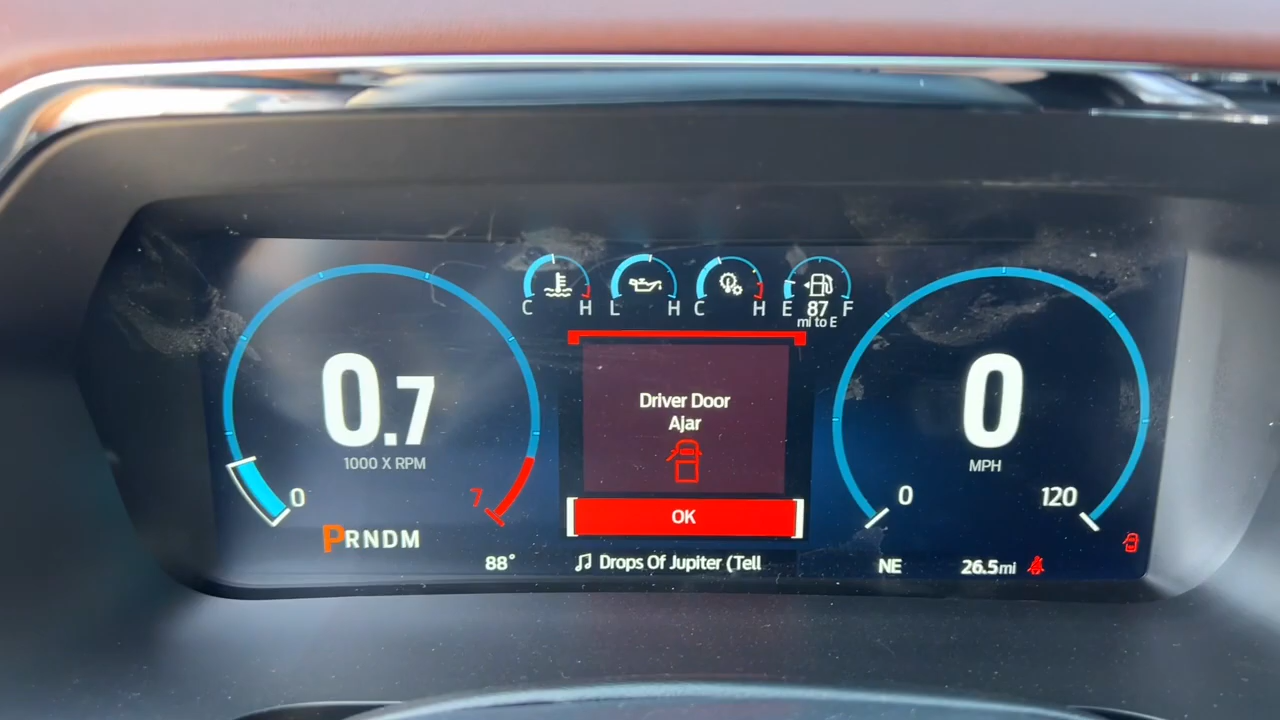 C H L H C H E 87 F
mi to E
Driver Door
Ajar
OK
0.7
1000 X RPM
0
7
PRNDM
88°
Drops Of Jupiter (Tell
0
MPH
0
120
NE
26.5mi